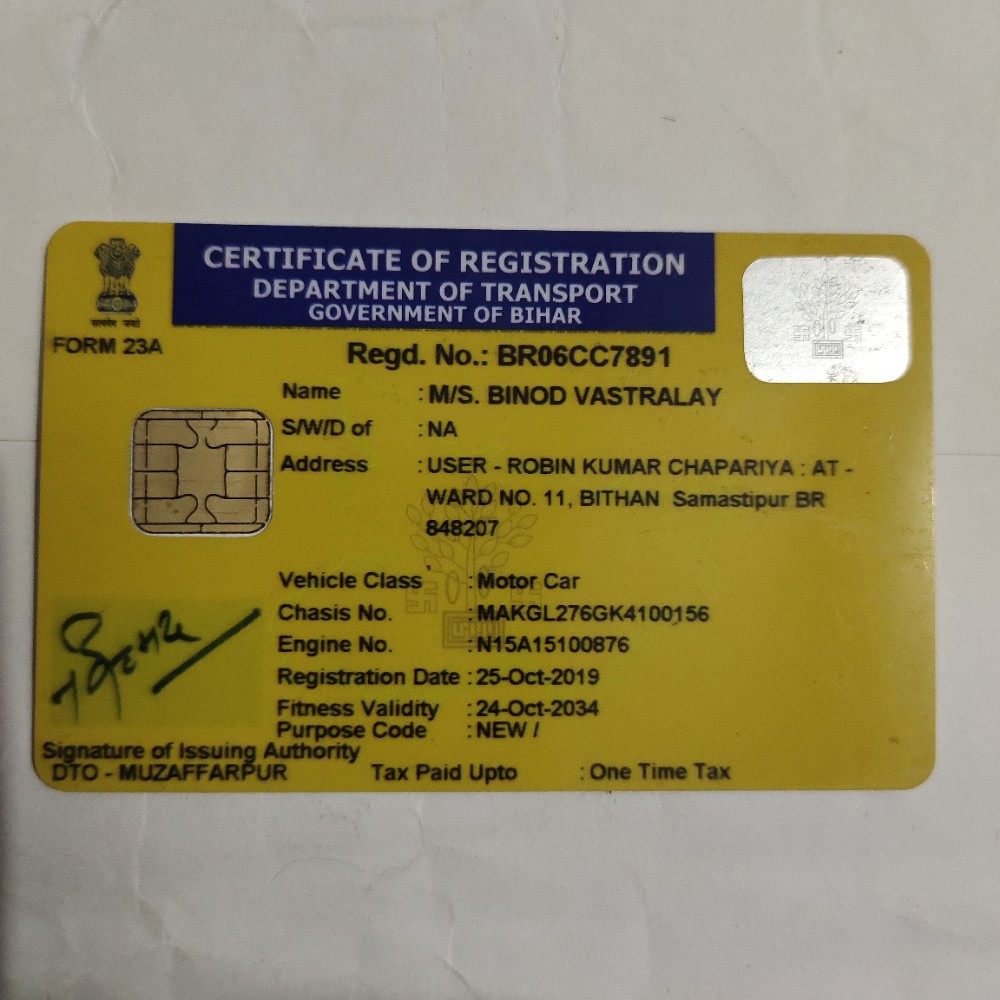 CERTIFICATE OF REGISTRATION
DEPARTMENT OF TRANSPORT
GOVERNMENT OF BIHAR
सत्यमेव जयते
FORM 23A
Regd. No.: BR06CC7891
Name : M/S. BINOD VASTRALAY
S/W/D of : NA
Address : USER - ROBIN KUMAR CHAPARIYA : AT -
WARD NO. 11, BITHAN Samastipur BR
848207
Vehicle Class : Motor Car
Chasis No. : MAKGL276GK4100156
Engine No. : N15A15100876
Registration Date : 25-Oct-2019
Fitness Validity : 24-Oct-2034
Purpose Code : NEW /
Signature of Issuing Authority
DTO - MUZAFFARPUR Tax Paid Upto : One Time Tax